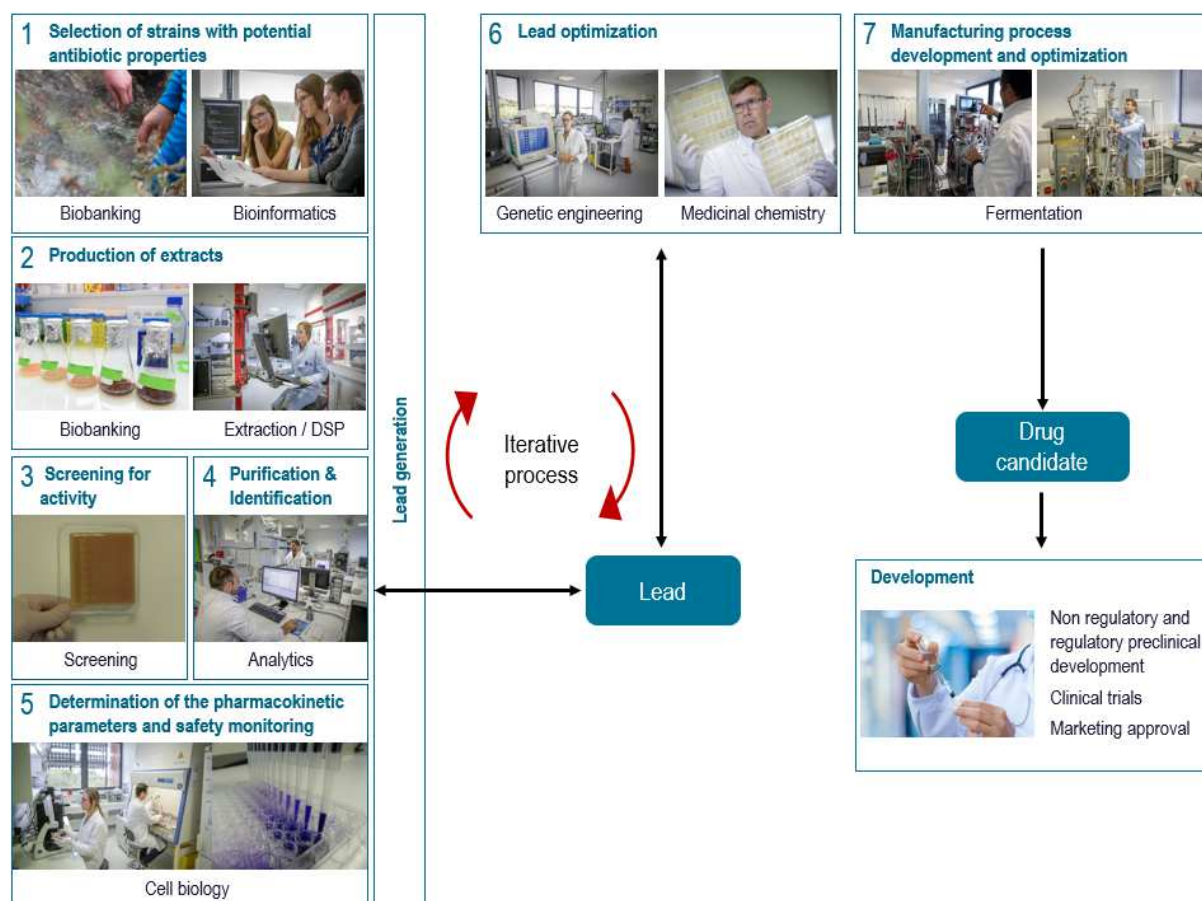 1 Selection of strains with potential
antibiotic properties
Biobanking
Bioinformatics
2 Production of extracts
Biobanking
Extraction / DSP
3 Screening for
activity
Screening
4 Purification &
Identification
Analytics
5 Determination of the pharmacokinetic
parameters and safety monitoring
Cell biology
Lead generation
6 Lead optimization
Genetic engineering
Medicinal chemistry
Iterative
process
Lead
7 Manufacturing process
development and optimization
Fermentation
Drug
candidate
Development
Non regulatory and
regulatory preclinical
development
Clinical trials
Marketing approval